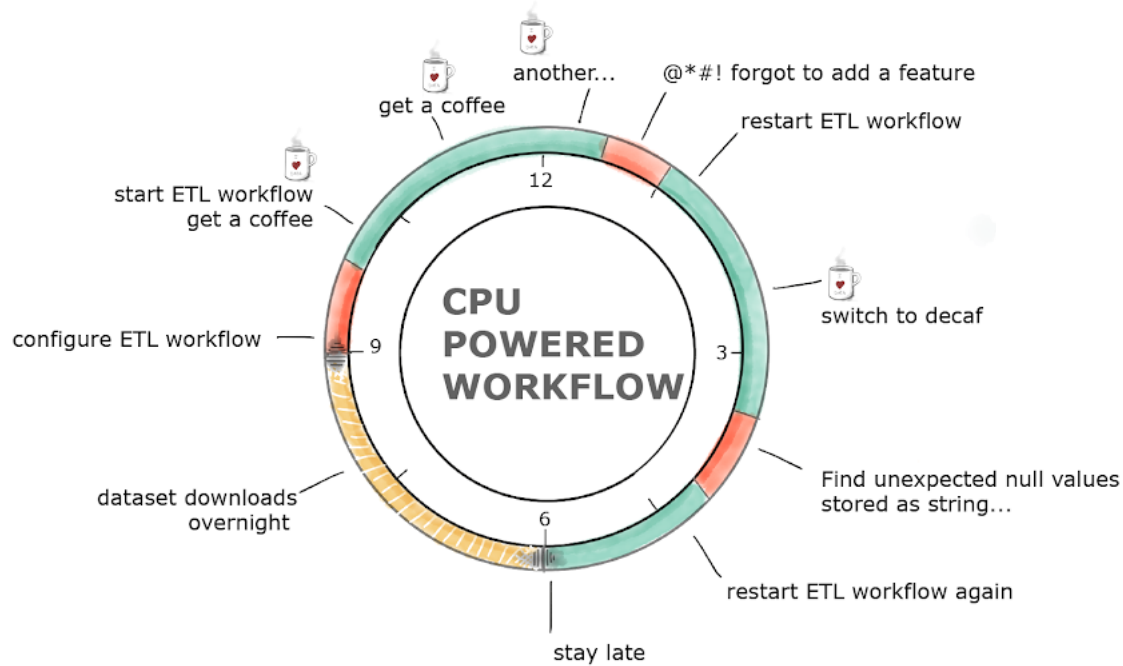 another...
@*#! forgot to add a feature
get a coffee
restart ETL workflow
start ETL workflow
get a coffee
12
switch to decaf
CPU
POWERED
WORKFLOW
configure ETL workflow
9
3
Find unexpected null values
stored as string...
dataset downloads
overnight
6
restart ETL workflow again
stay late